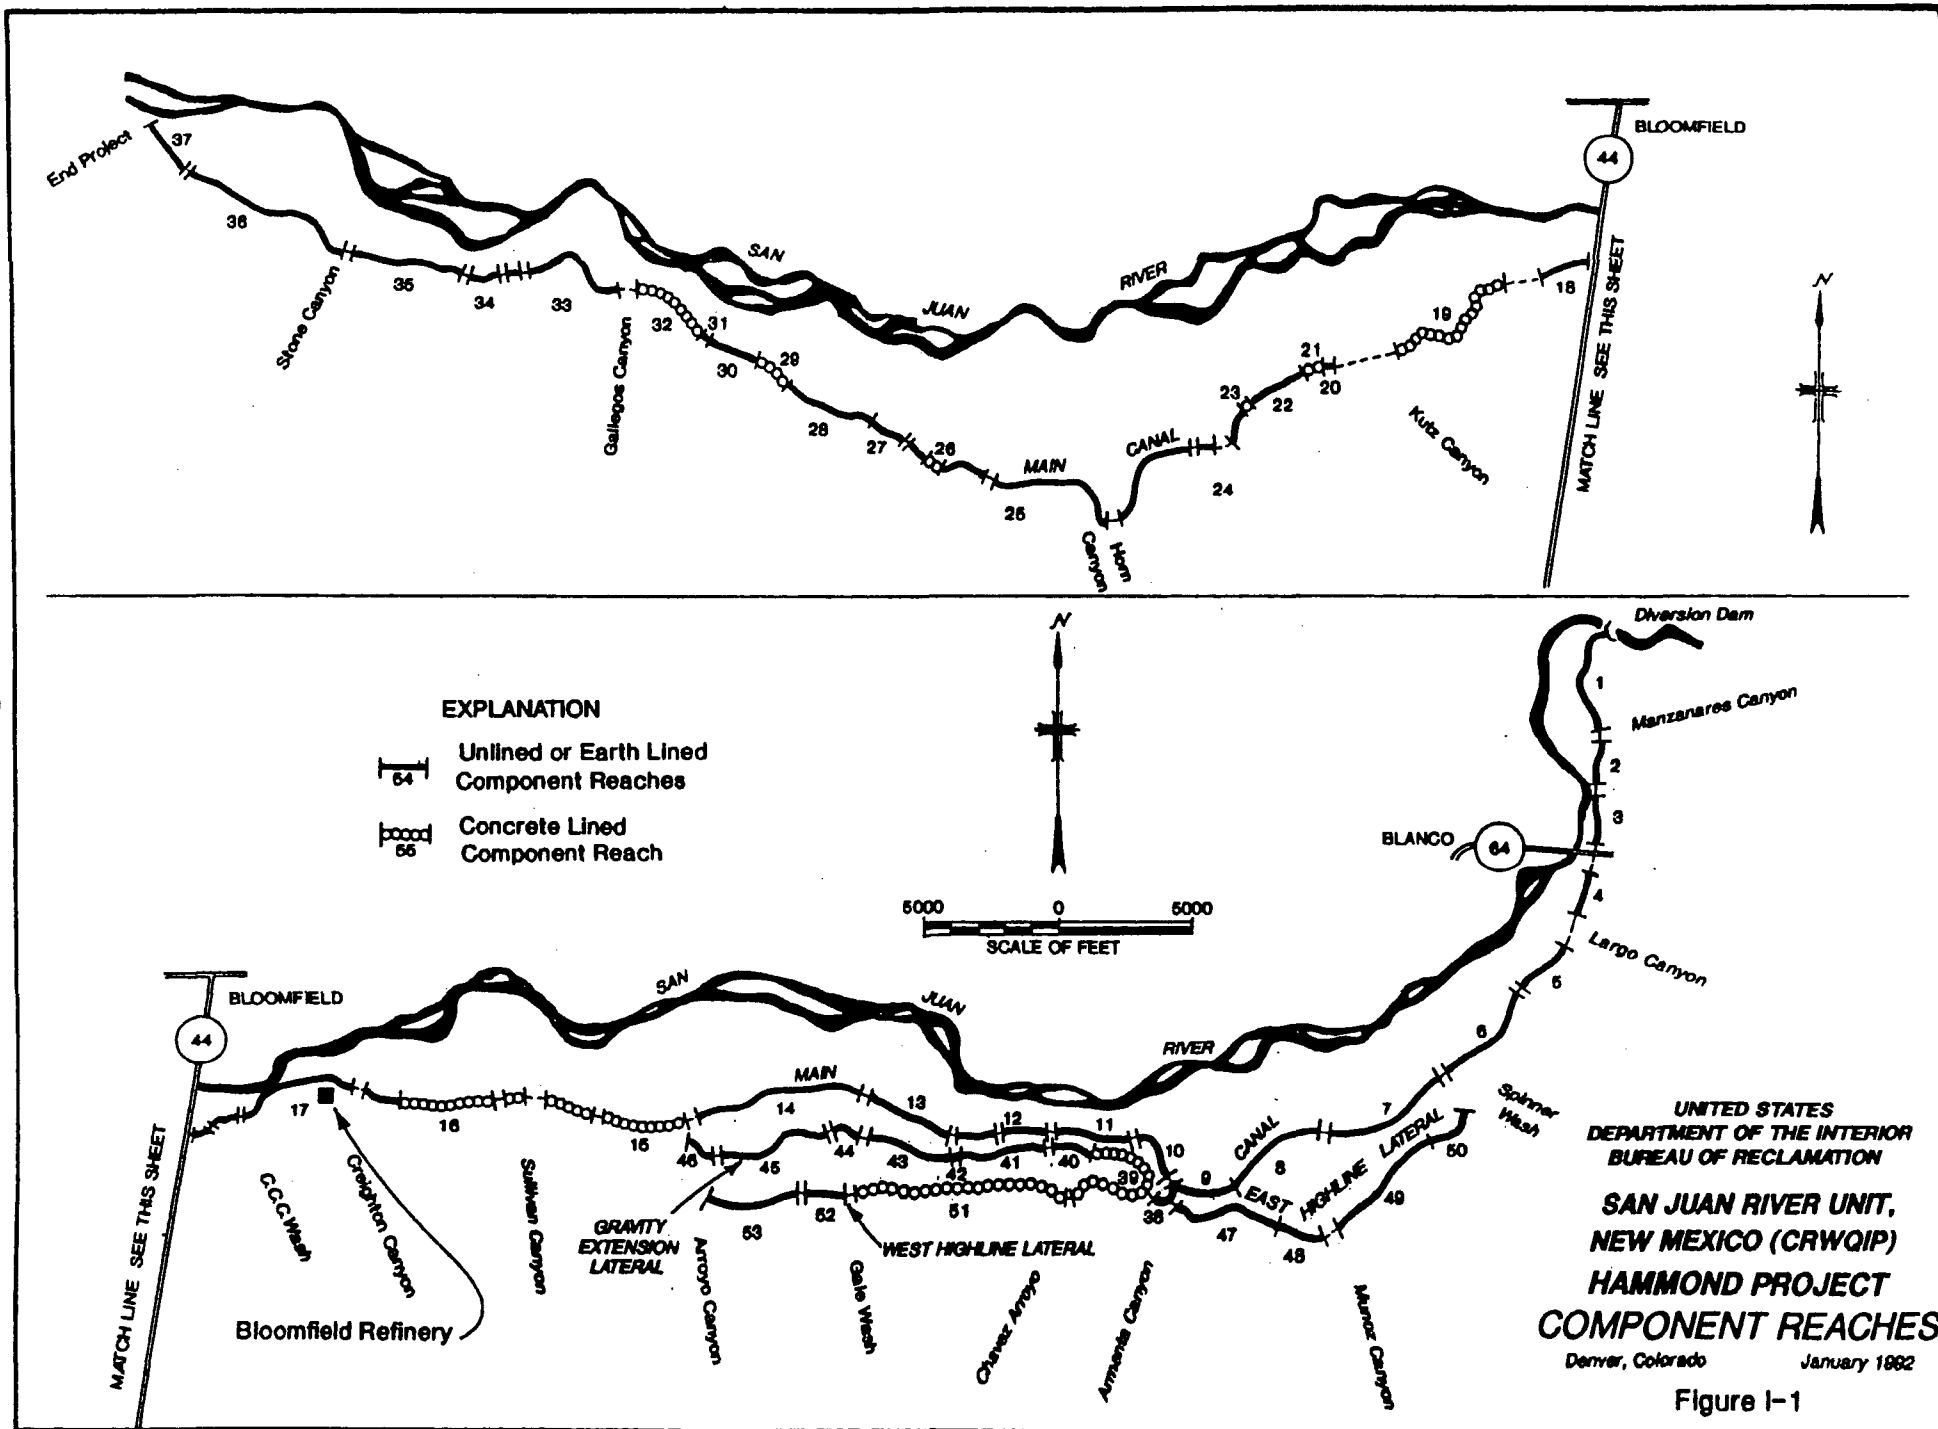 BLOOMFIELD
44
End Project
37
36
Stone Canyon
35
34
33
Gallegos Canyon
32
31
30
29
28
27
26
25
SAN
JUAN
RIVER
MAIN
CANAL
Horn
Canyon
24
23
22
21
20
19
18
Kutz Canyon
MATCH LINE SEE THIS SHEET
N
N
EXPLANATION
54
Unlined or Earth Lined
Component Reaches
55
Concrete Lined
Component Reach
5000 0 5000
SCALE OF FEET
Diversion Dam
1
Manzanares Canyon
2
3
BLANCO
64
4
Largo Canyon
5
6
Spinner
Wash
7
8
9
10
11
12
13
14
15
16
17
BLOOMFIELD
44
SAN
JUAN
RIVER
MAIN
CANAL
EAST HIGHLINE LATERAL
50
49
48
47
38
39
40
41
42
43
44
45
46
51
52
53
GRAVITY
EXTENSION
LATERAL
WEST HIGHLINE LATERAL
MATCH LINE SEE THIS SHEET
C.C.C. Wash
Creighton Canyon
Sullivan Canyon
Arroyo Canyon
Gale Wash
Chavez Arroyo
Armenta Canyon
Munoz Canyon
Bloomfield Refinery
UNITED STATES
DEPARTMENT OF THE INTERIOR
BUREAU OF RECLAMATION
SAN JUAN RIVER UNIT,
NEW MEXICO (CRWQIP)
HAMMOND PROJECT
COMPONENT REACHES
Denver, Colorado January 1992
Figure I-1